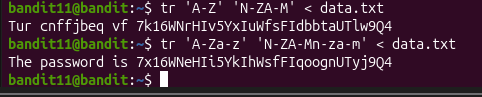 bandit11@bandit:~$ tr 'A-Z' 'N-ZA-M' < data.txt
Tur cnffjbeq vf 7k16WNrHIv5YxIuWfsFIdbbtaUTlw9Q4
bandit11@bandit:~$ tr 'A-Za-z' 'N-ZA-Mn-za-m' < data.txt
The password is 7x16WNeHIi5YkIhWsfFIqoognUTyj9Q4
bandit11@bandit:~$